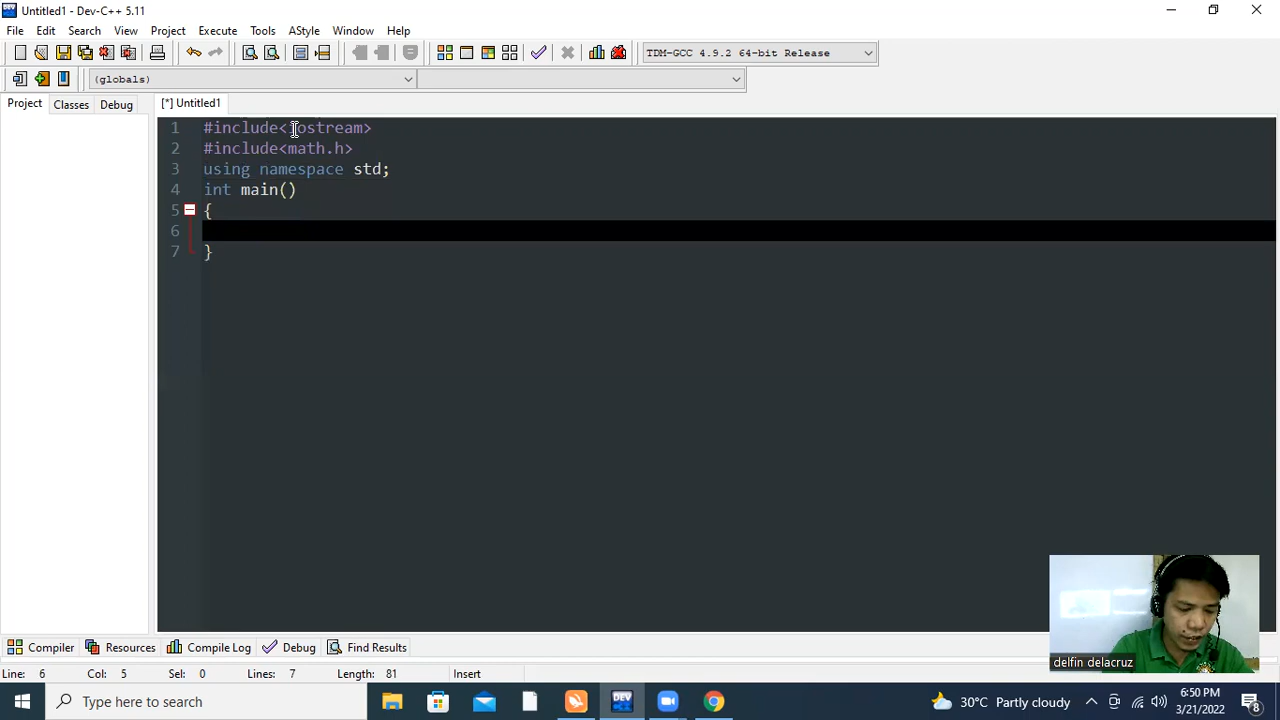 Untitled1 - Dev-C++ 5.11
File Edit Search View Project Execute Tools AStyle Window Help
TDM-GCC 4.9.2 64-bit Release
(globals)
Project Classes Debug [*] Untitled1
1 #include<iostream>
2 #include<math.h>
3 using namespace std;
4 int main()
5 {
6
7 }
delfin delacruz
Compiler Resources Compile Log Debug Find Results
Line: 6 Col: 5 Sel: 0 Lines: 7 Length: 81 Insert
Type here to search DEV 30°C Partly cloudy 6:50 PM
3/21/2022 8